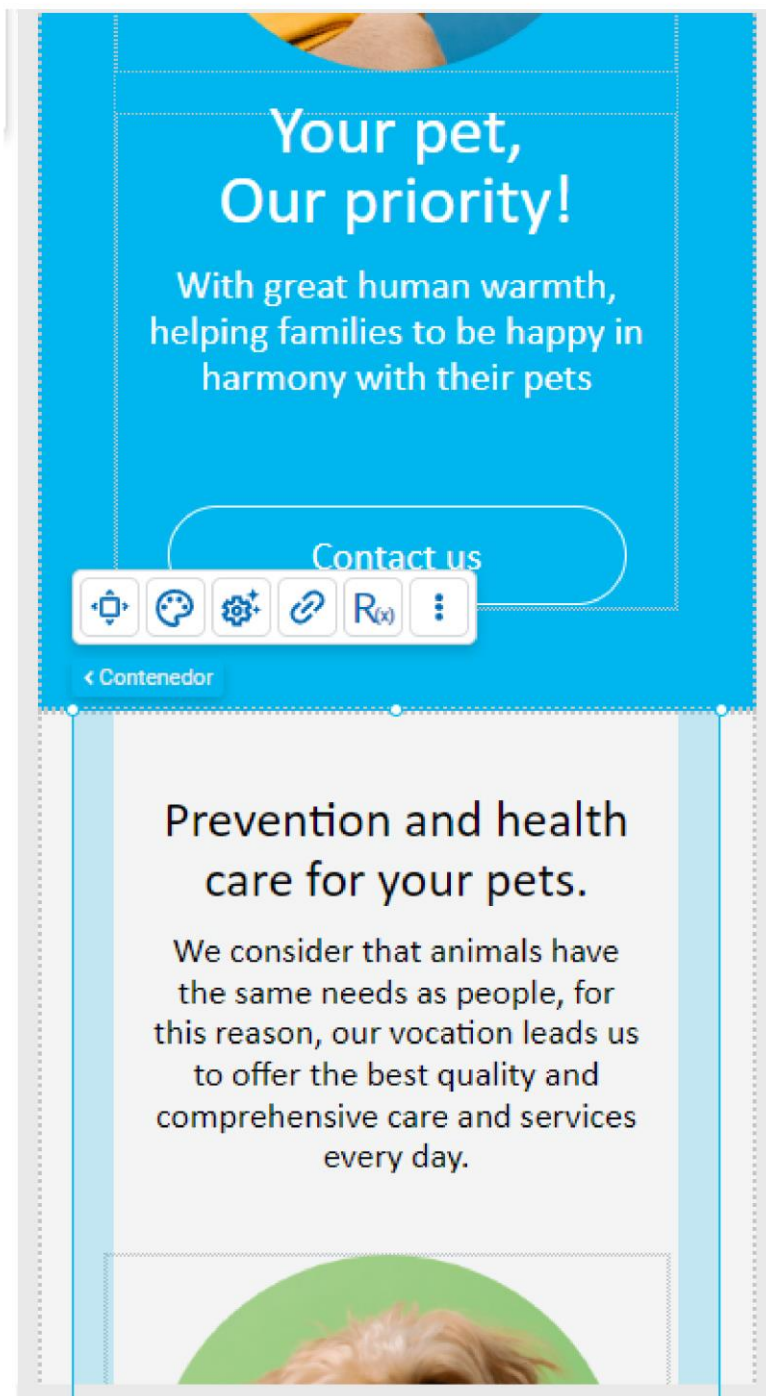 Your pet,
Our priority!
With great human warmth,
helping families to be happy in
harmony with their pets
Contact us
R(x)
Contenedor
Prevention and health
care for your pets.
We consider that animals have
the same needs as people, for
this reason, our vocation leads us
to offer the best quality and
comprehensive care and services
every day.